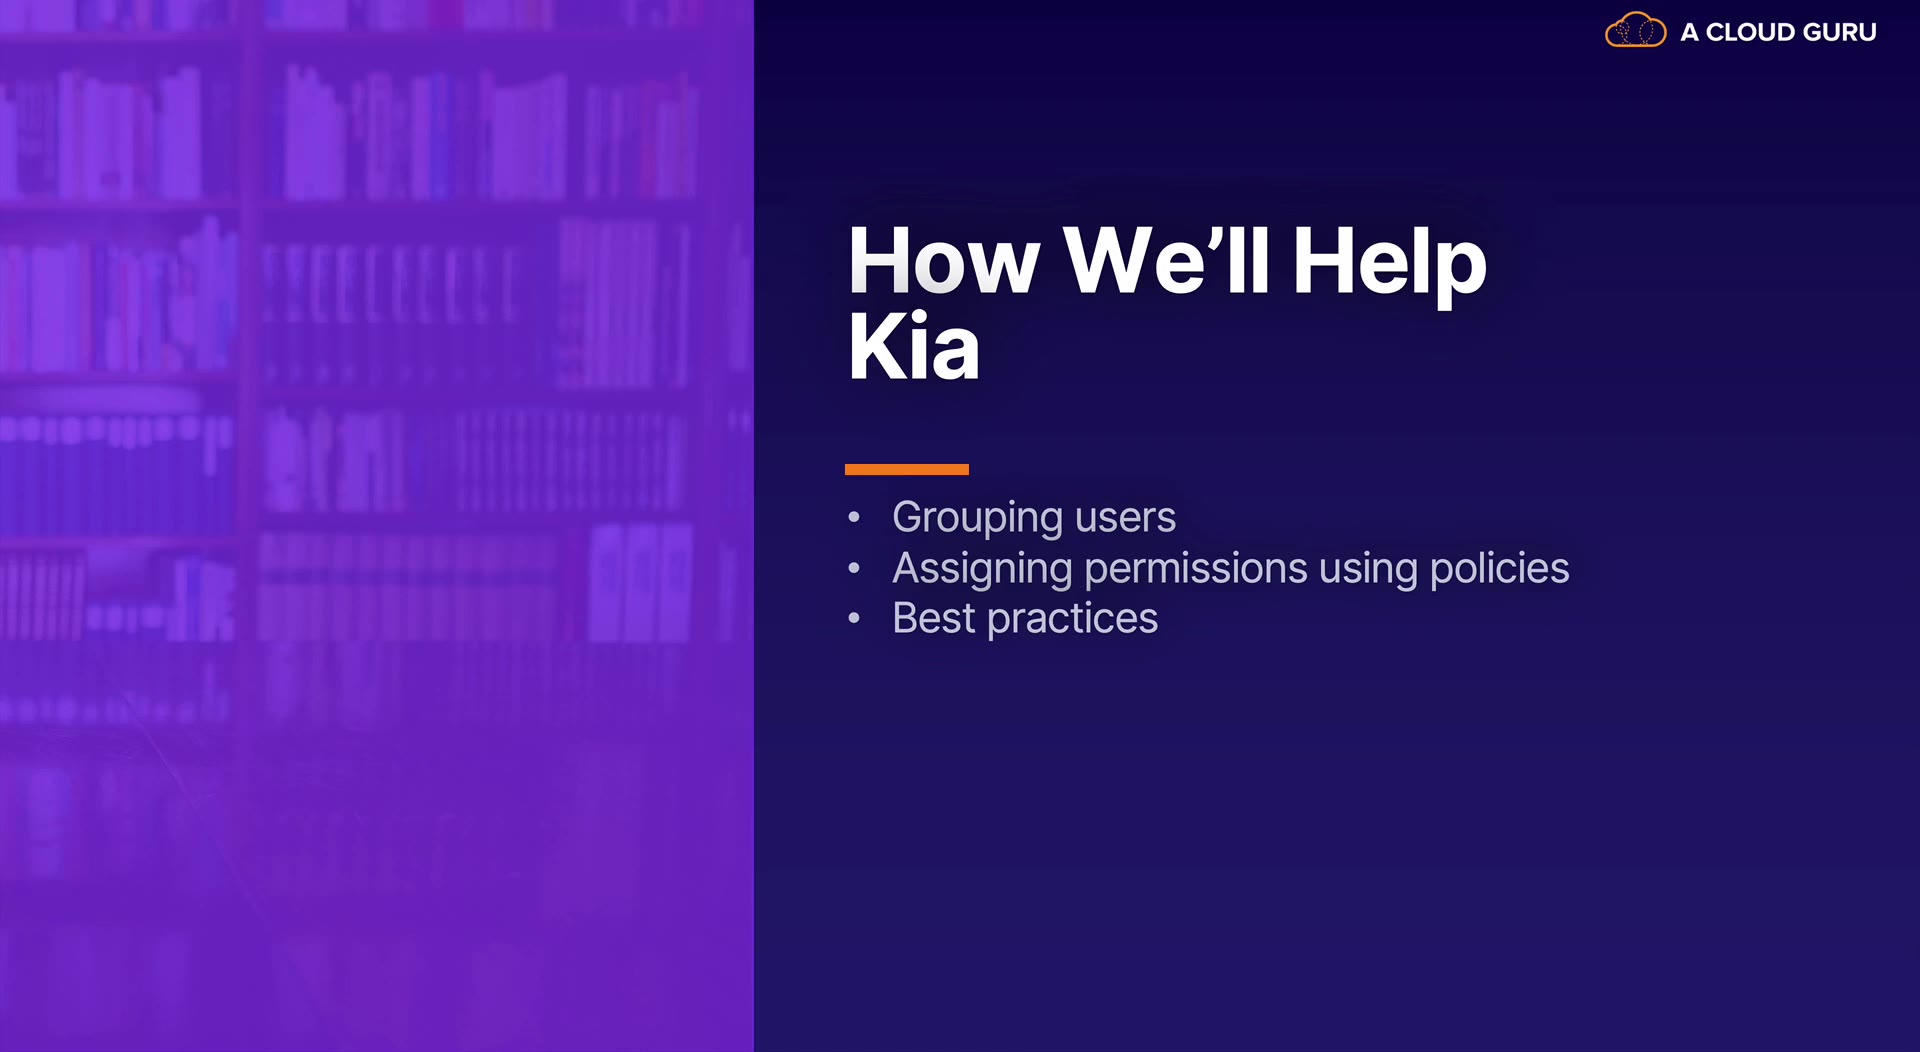 A CLOUD GURU
How We’ll Help
Kia
• Grouping users
• Assigning permissions using policies
• Best practices